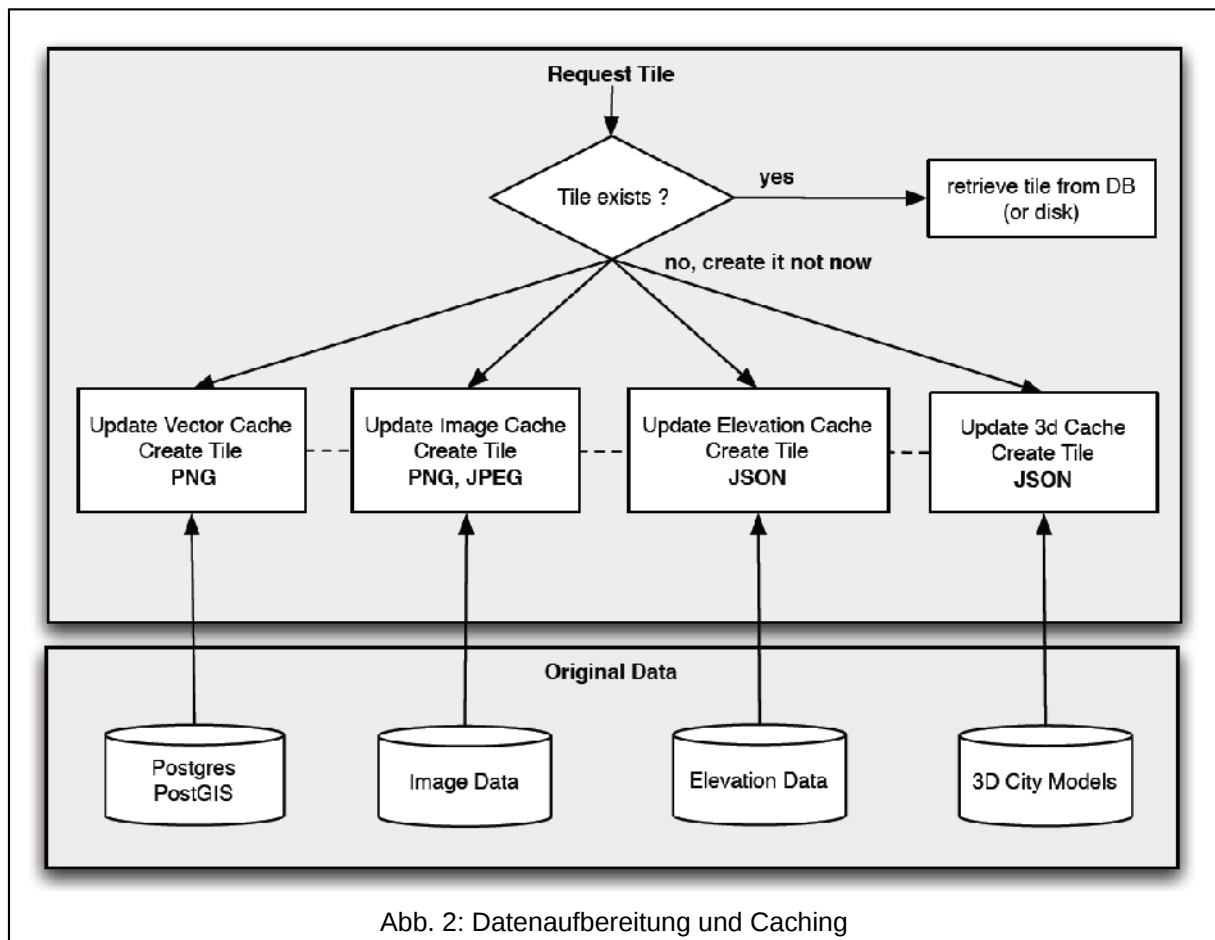 Request Tile
Tile exists ?
yes
retrieve tile from DB
(or disk)
no, create it not now
Update Vector Cache
Create Tile
PNG
Update Image Cache
Create Tile
PNG, JPEG
Update Elevation Cache
Create Tile
JSON
Update 3d Cache
Create Tile
JSON
Original Data
Postgres
PostGIS
Image Data
Elevation Data
3D City Models
Abb. 2: Datenaufbereitung und Caching